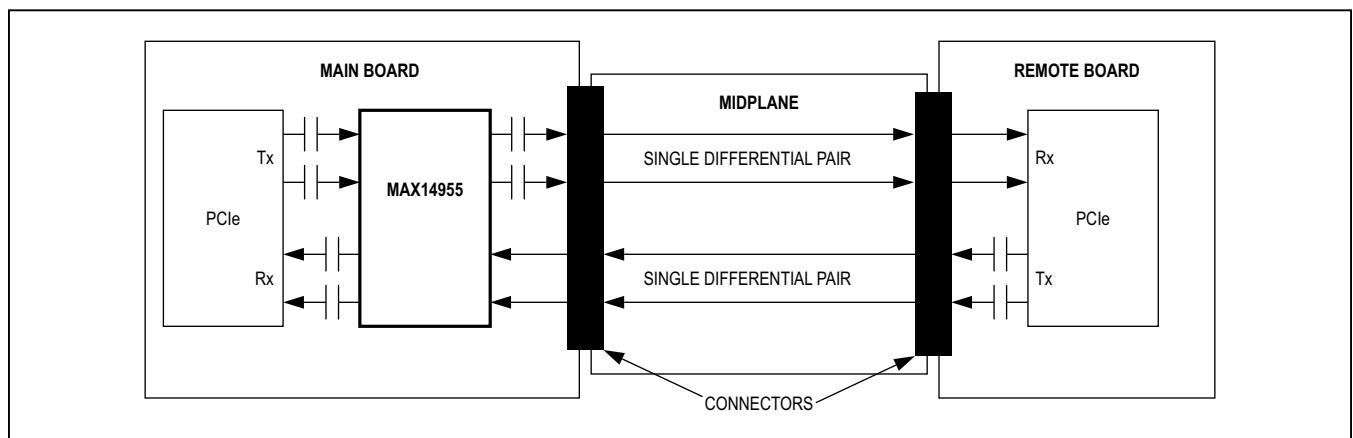 MAIN BOARD
REMOTE BOARD
MIDPLANE
Tx
SINGLE DIFFERENTIAL PAIR
Rx
MAX14955
PCIe
PCIe
Rx
SINGLE DIFFERENTIAL PAIR
Tx
CONNECTORS